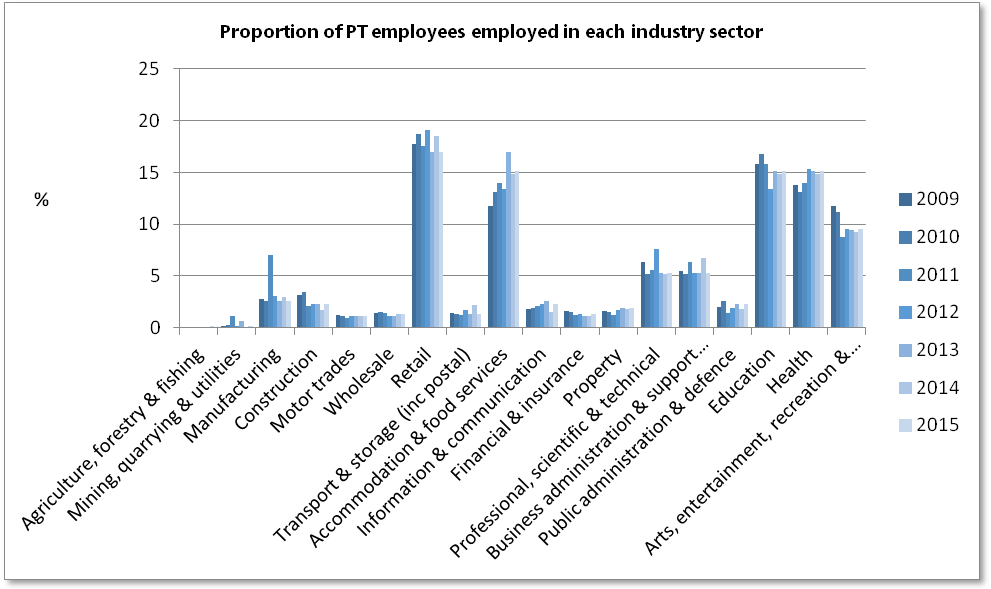 Proportion of PT employees employed in each industry sector
25
20
15
10
5
0
%
Agriculture, forestry & fishing
Mining, quarrying & utilities
Manufacturing
Construction
Motor trades
Wholesale
Retail
Transport & storage (inc postal)
Accommodation & food services
Information & communication
Financial & insurance
Property
Professional, scientific & technical
Business administration & support...
Public administration & defence
Education
Health
Arts, entertainment, recreation &...
2009
2010
2011
2012
2013
2014
2015